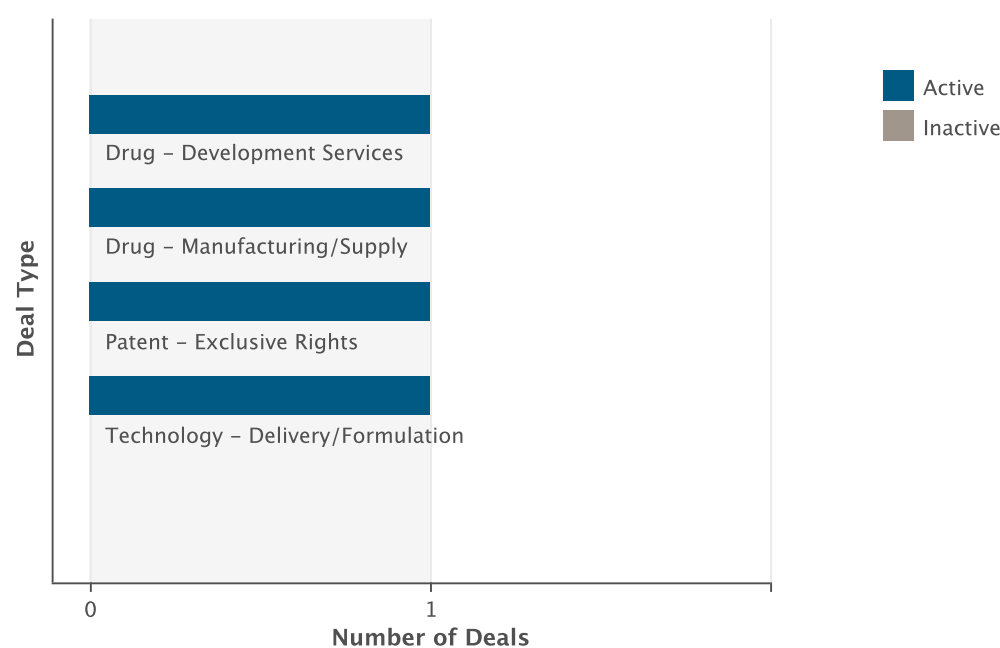 Active
Inactive
Drug – Development Services
Drug – Manufacturing/Supply
Patent – Exclusive Rights
Technology – Delivery/Formulation
Deal Type
0 1
Number of Deals